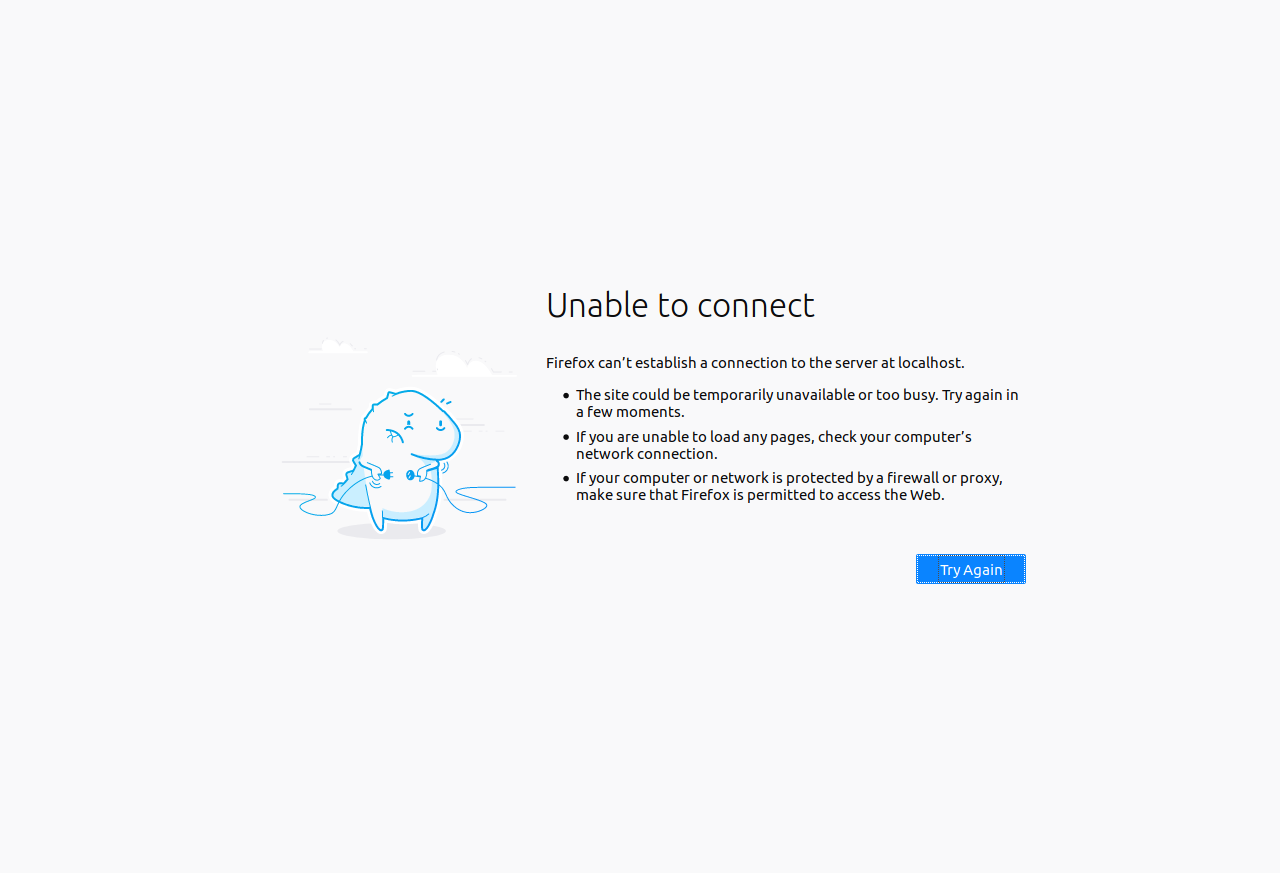 Unable to connect
Firefox can’t establish a connection to the server at localhost.
• The site could be temporarily unavailable or too busy. Try again in
a few moments.
• If you are unable to load any pages, check your computer’s
network connection.
• If your computer or network is protected by a firewall or proxy,
make sure that Firefox is permitted to access the Web.
Try Again